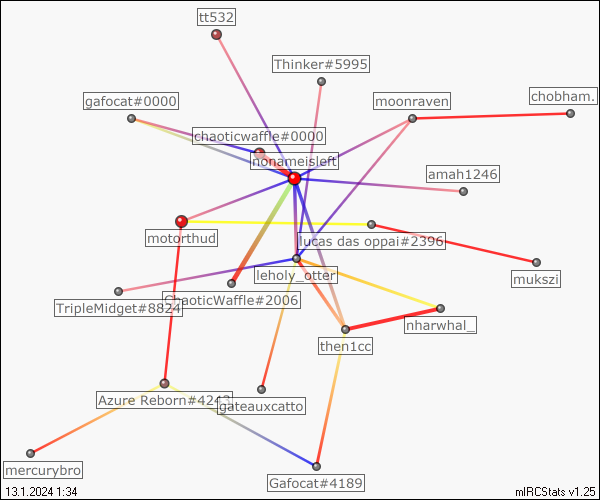 tt532
Thinker#5995
gafocat#0000
moonraven
chobham.
chaoticwaffle#0000
nonameisleft
amah1246
motorthud
lucas das oppai#2396
leholy_otter
mukszi
TripleMidget#8824
ChaoticWaffle#2006
nharwhal_
then1cc
Azure Reborn#4243
gateauxcatto
mercurybro
Gafocat#4189
13.1.2024 1:34
mIRCStats v1.25